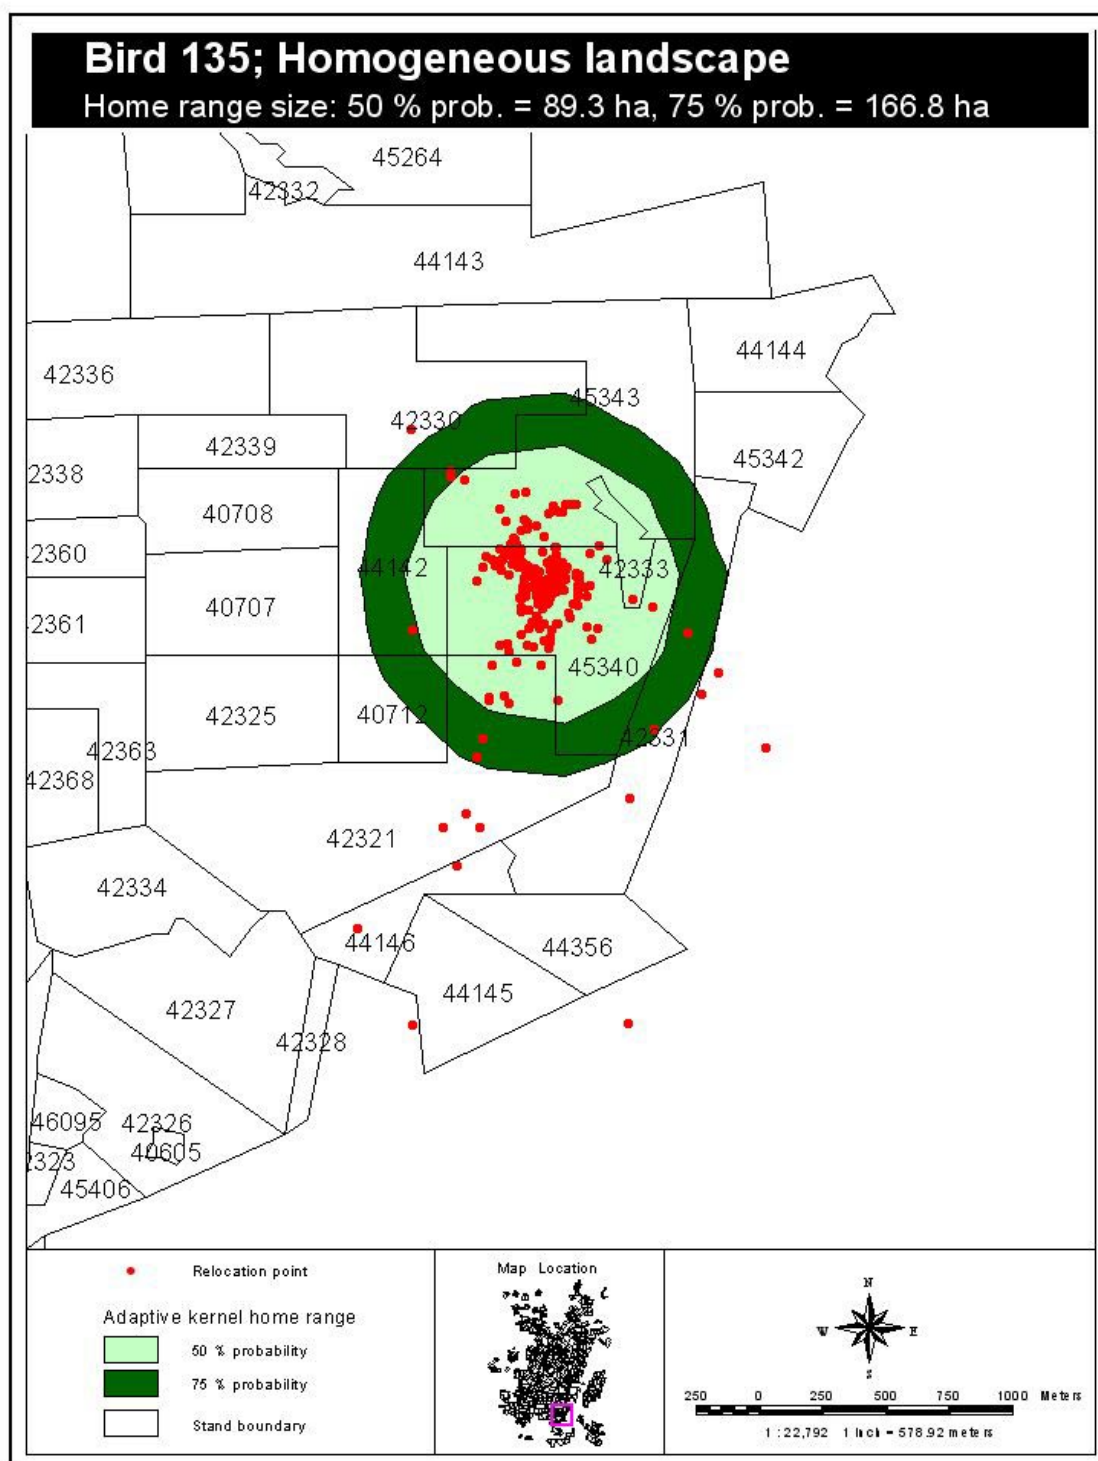 Bird 135; Homogeneous landscape
Home range size: 50 % prob. = 89.3 ha, 75 % prob. = 166.8 ha
45264
42332
44143
44144
42336
45343
42330
42339
45342
2338
40708
2360
44142
42333
40707
2361
45340
42325
40712
42331
42363
42368
42321
42334
44146
44356
44145
42327
42328
46095
42326
40605
2323
45406
Relocation point
Adaptive kernel home range
50 % probability
75 % probability
Stand boundary
Map Location
N
W
E
S
250 0 250 500 750 1000 Meters
1 : 22,792 1 Inch = 578.92 meters